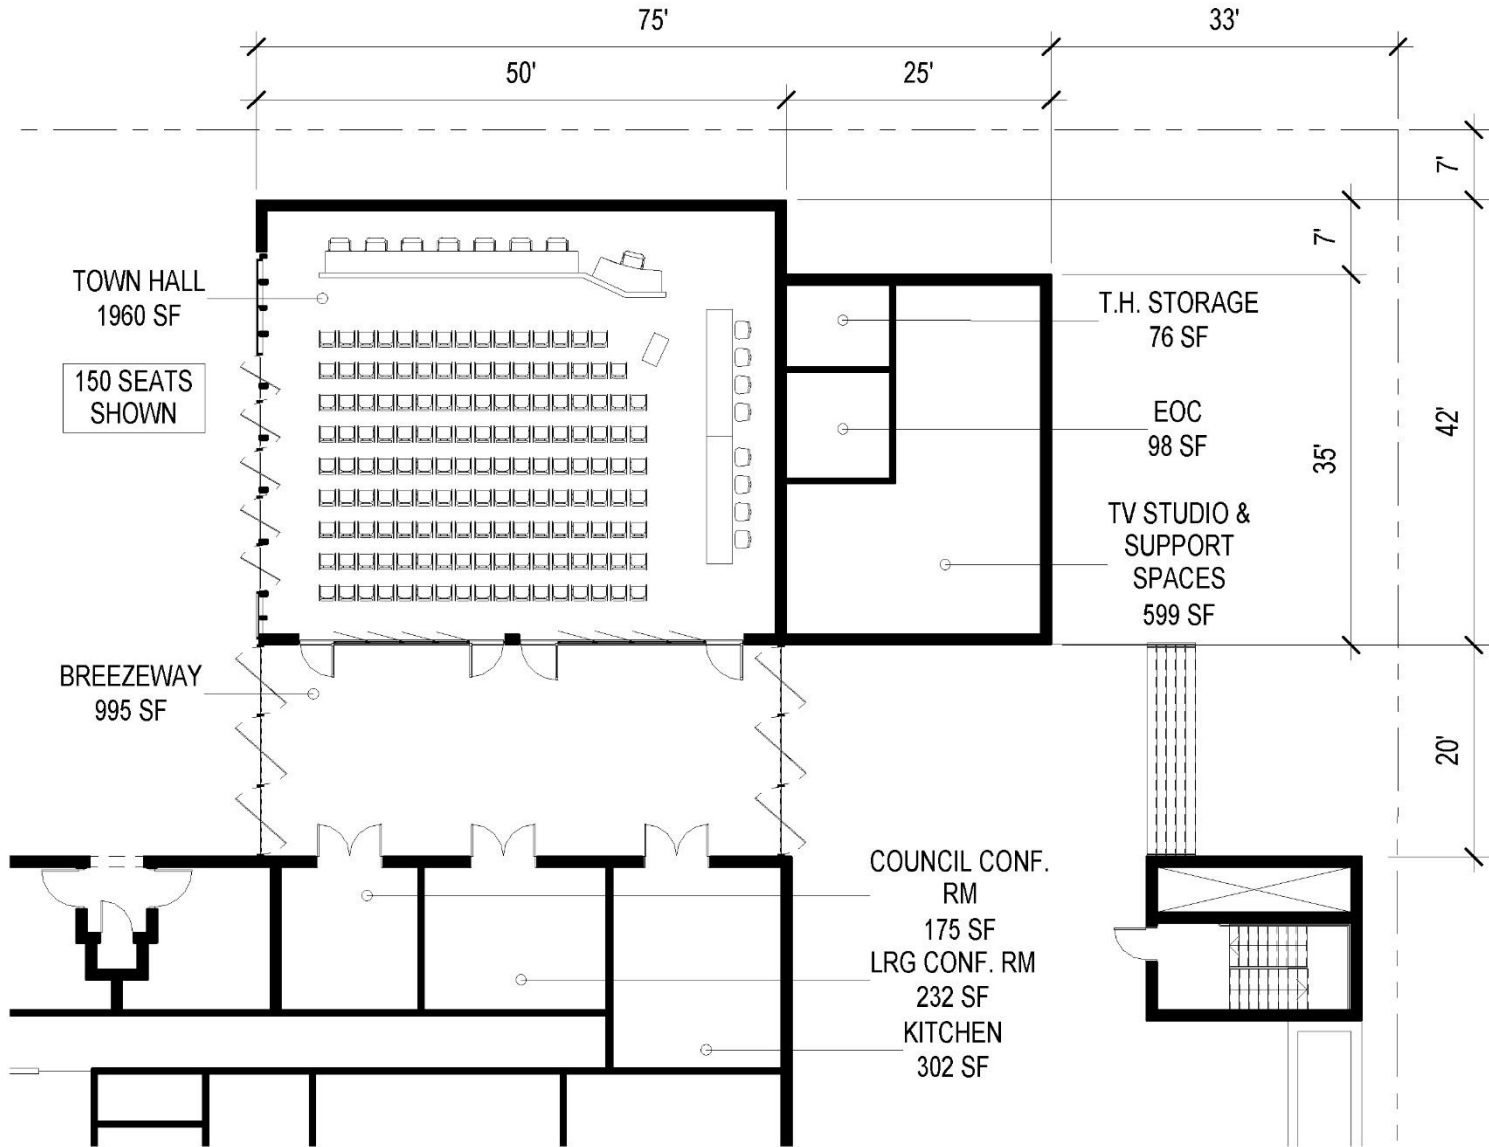 75'
33'
50'
25'
7'
7'
TOWN HALL
1960 SF
150 SEATS
SHOWN
T.H. STORAGE
76 SF
EOC
98 SF
42'
35'
TV STUDIO &
SUPPORT
SPACES
599 SF
BREEZEWAY
995 SF
20'
COUNCIL CONF.
RM
175 SF
LRG CONF. RM
232 SF
KITCHEN
302 SF